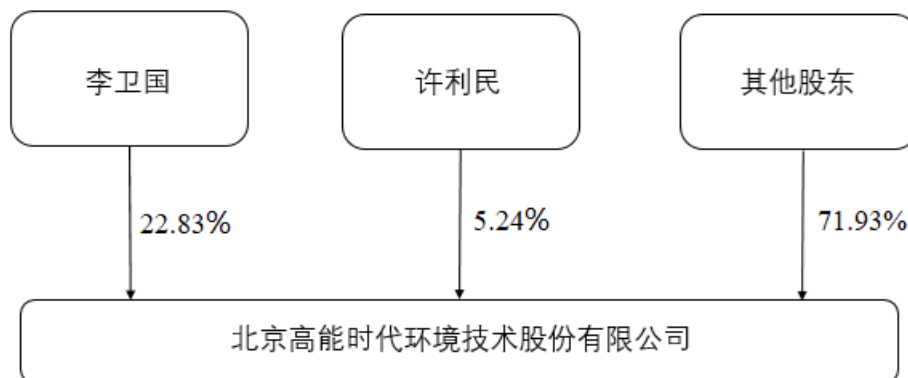 李卫国
许利民
其他股东
22.83%
5.24%
71.93%
北京高能时代环境技术股份有限公司